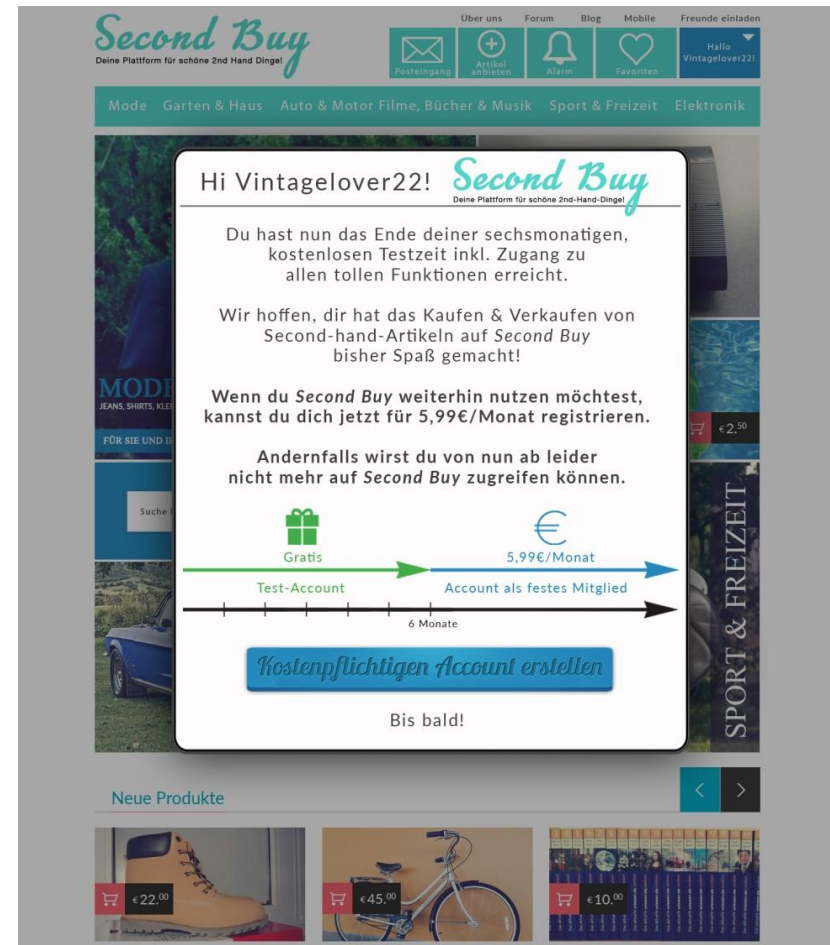 Über uns Forum Blog Mobile Freunde einladen
Second Buy
Deine Plattform für schöne 2nd Hand Dinge!
Posteingang
Artikel anbieten
Alarm
Favoriten
Hallo
Vintagelover22!
Mode Garten & Haus Auto & Motor Filme, Bücher & Musik Sport & Freizeit Elektronik
Hi Vintagelover22!
Second Buy
Deine Plattform für schöne 2nd-Hand-Dinge!
Du hast nun das Ende deiner sechsmonatigen,
kostenlosen Testzeit inkl. Zugang zu
allen tollen Funktionen erreicht.
Wir hoffen, dir hat das Kaufen & Verkaufen von
Second-hand-Artikeln auf Second Buy
bisher Spaß gemacht!
Wenn du Second Buy weiterhin nutzen möchtest,
kannst du dich jetzt für 5,99€/Monat registrieren.
Andernfalls wirst du von nun ab leider
nicht mehr auf Second Buy zugreifen können.
€
Gratis 5,99€/Monat
Test-Account Account als festes Mitglied
6 Monate
Kostenpflichtigen Account erstellen
Bis bald!
MODE
JEANS, SHIRTS,
FÜR SIE UND
€2.50
Suche
SPORT & FREIZEIT
Neue Produkte
€22.00
€45.00
€10.00